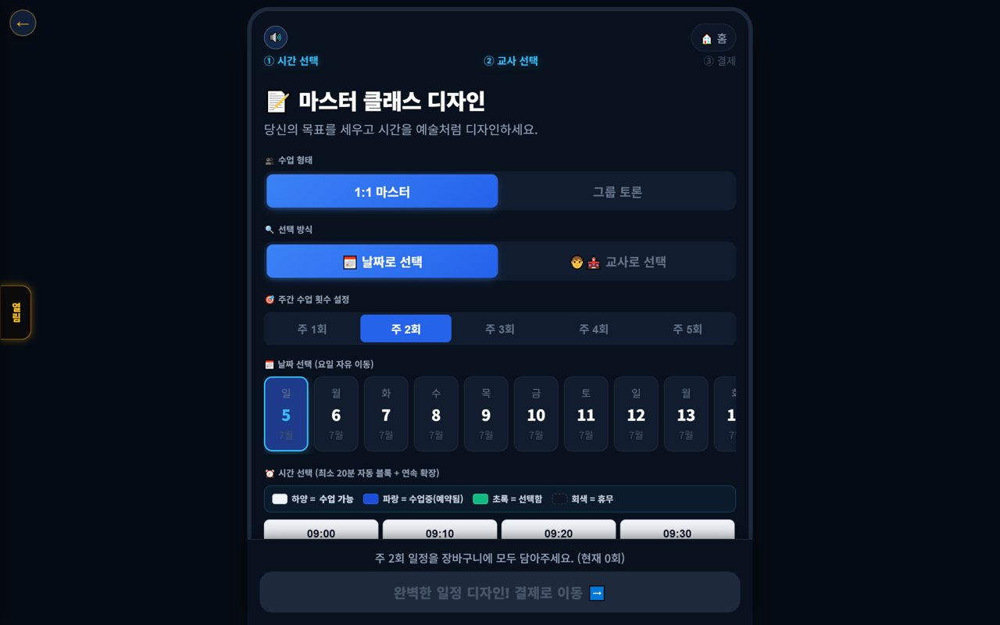 ←
홈
① 시간 선택 ② 교사 선택 ③ 결제
마스터 클래스 디자인
당신의 목표를 세우고 시간을 예술처럼 디자인하세요.
수업 형태
1:1 마스터 그룹 토론
선택 방식
날짜로 선택 교사로 선택
주간 수업 횟수 설정
주 1회 주 2회 주 3회 주 4회 주 5회
날짜 선택 (요일 자유 이동)
일 월 화 수 목 금 토 일 월
5 6 7 8 9 10 11 12 13 1
7월 7월 7월 7월 7월 7월 7월 7월 7월 7
열림
시간 선택 (최소 20분 자동 블록 + 연속 확장)
하양 = 수업 가능 파랑 = 수업중(예약됨) 초록 = 선택함 회색 = 휴무
09:00 09:10 09:20 09:30
주 2회 일정을 장바구니에 모두 담아주세요. (현재 0회)
완벽한 일정 디자인! 결제로 이동 ➡